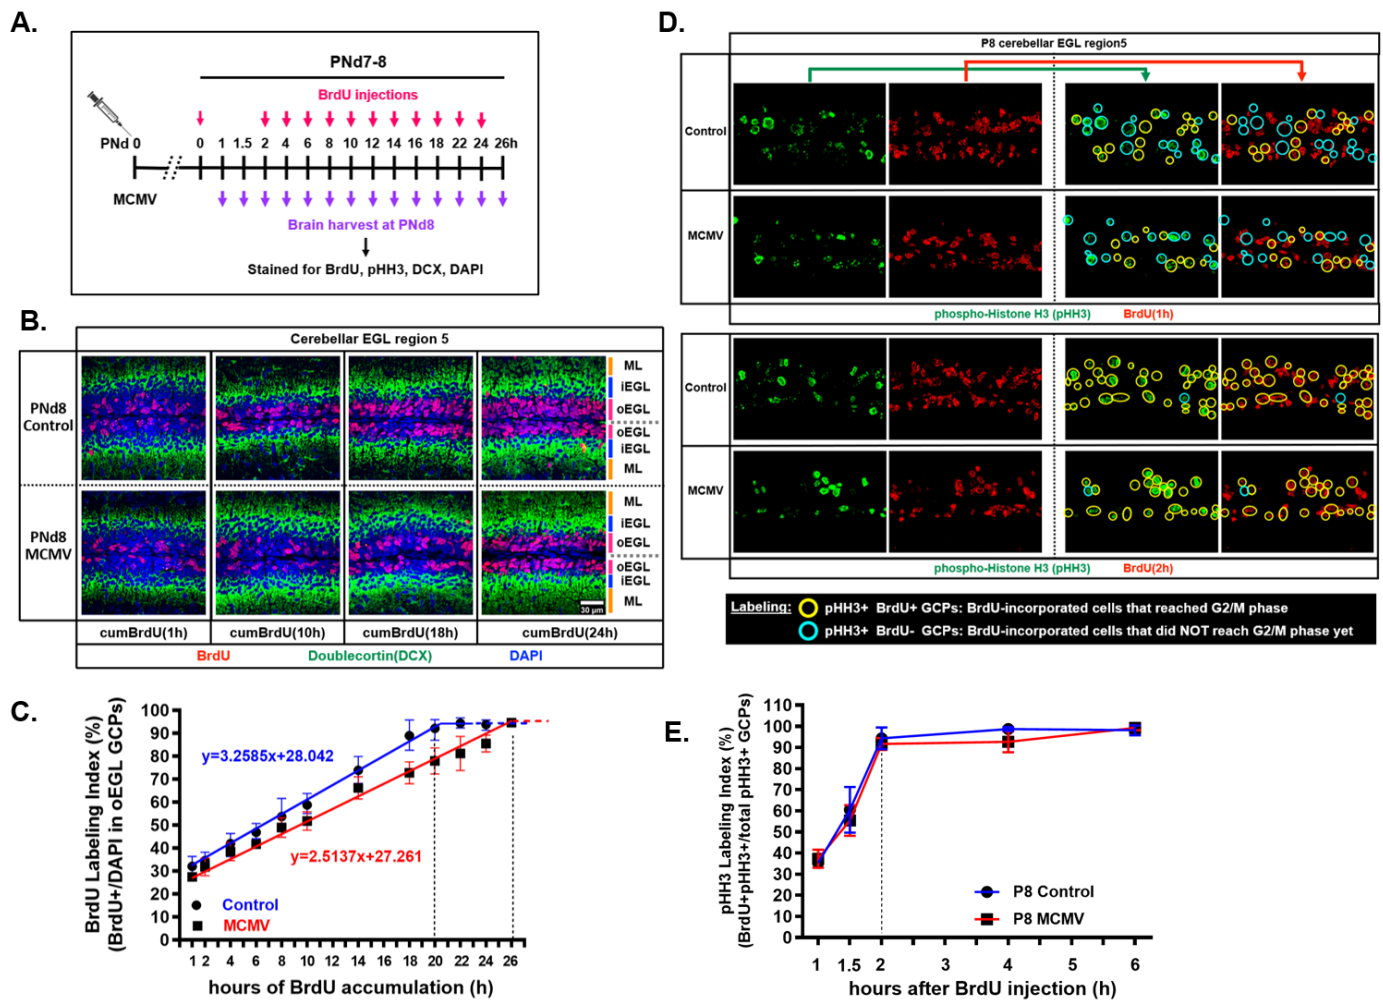 A.
PNd7-8
BrdU injections
PNd 0
0 1 1.5 2 4 6 8 10 12 14 16 18 20 22 24 26h
MCMV
Brain harvest at PNd8
Stained for BrdU, pHH3, DCX, DAPI
B.
Cerebellar EGL region 5
PNd8
Control
ML
iEGL
oEGL
oEGL
iEGL
ML
PNd8
MCMV
ML
iEGL
oEGL
oEGL
iEGL
ML
30 µm
cumBrdU(1h) cumBrdU(10h) cumBrdU(18h) cumBrdU(24h)
BrdU Doublecortin(DCX) DAPI
C.
BrdU Labeling Index (%)
(BrdU+/DAPI in oEGL GCPs)
100
90
80
70
60
50
40
30
20
10
0
y=3.2585x+28.042
y=2.5137x+27.261
Control
MCMV
1 2 4 6 8 10 12 14 16 18 20 22 24 26
hours of BrdU accumulation (h)
D.
P8 cerebellar EGL region5
Control
MCMV
phospho-Histone H3 (pHH3) BrdU(1h)
Control
MCMV
phospho-Histone H3 (pHH3) BrdU(2h)
Labeling: pHH3+ BrdU+ GCPs: BrdU-incorporated cells that reached G2/M phase
pHH3+ BrdU- GCPs: BrdU-incorporated cells that did NOT reach G2/M phase yet
E.
pHH3 Labeling Index (%)
(BrdU+pHH3+/total pHH3+ GCPs)
110
100
90
80
70
60
50
40
30
20
10
0
P8 Control
P8 MCMV
1 1.5 2 3 4 5 6
hours after BrdU injection (h)